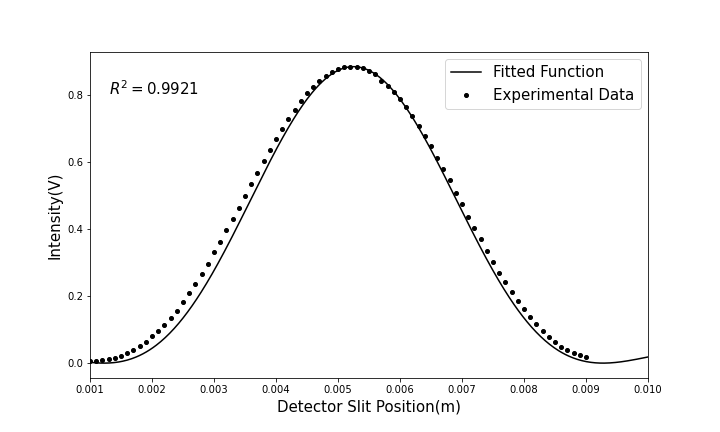 R² = 0.9921
Fitted Function
Experimental Data
0.8
0.6
0.4
0.2
0.0
Intensity(V)
0.001 0.002 0.003 0.004 0.005 0.006 0.007 0.008 0.009 0.010
Detector Slit Position(m)